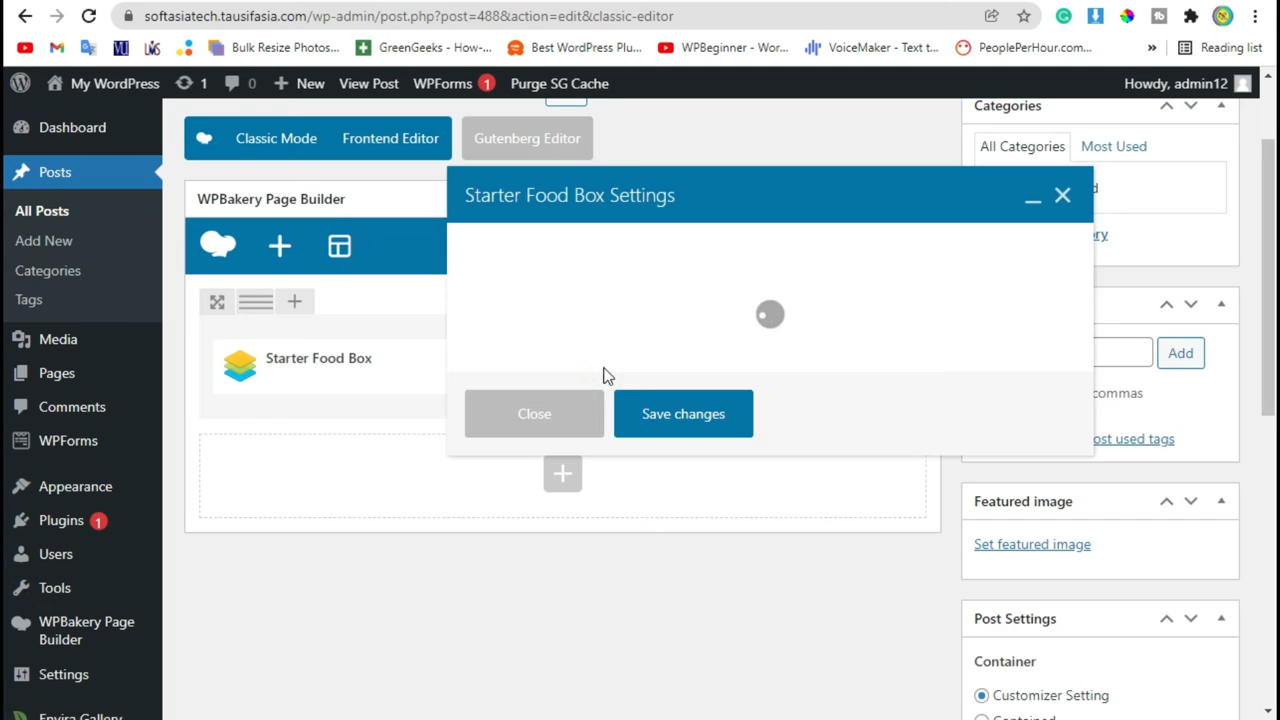 softasiatech.tausifasia.com/wp-admin/post.php?post=488&action=edit&classic-editor
Bulk Resize Photos...
GreenGeeks - How-...
Best WordPress Plu...
WPBeginner - Wor...
VoiceMaker - Text t...
PeoplePerHour.com...
»
Reading list
My WordPress
1
0
New
View Post
WPForms 1
Purge SG Cache
Howdy, admin12
Dashboard
Posts
All Posts
Add New
Categories
Tags
Media
Pages
Comments
WPForms
Appearance
Plugins 1
Users
Tools
WPBakery Page
Builder
Settings
Classic Mode
Frontend Editor
Gutenberg Editor
WPBakery Page Builder
Starter Food Box
Starter Food Box Settings
Close
Save changes
Categories
All Categories
Most Used
Add
commas
ost used tags
Featured image
Set featured image
Post Settings
Container
Customizer Setting